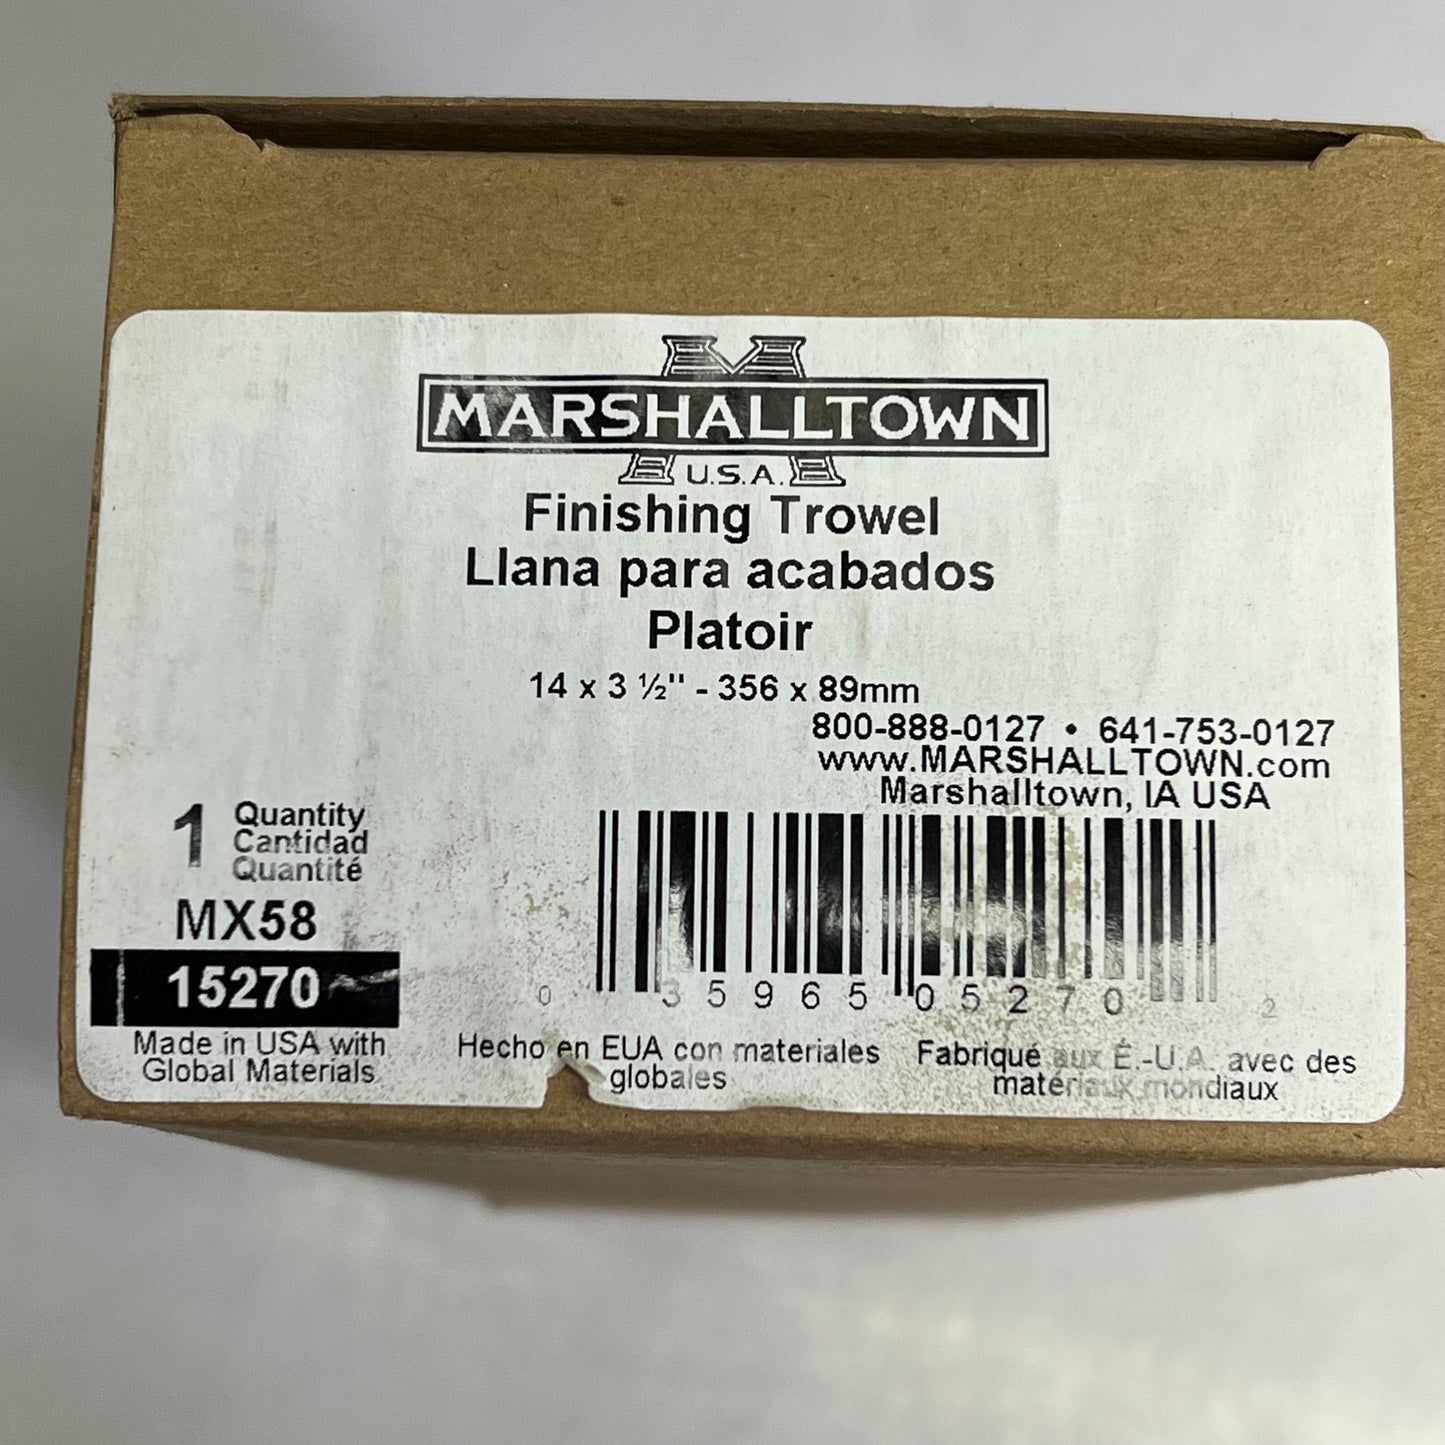 MARSHALLTOWN
U.S.A.
Finishing Trowel
Llana para acabados
Platoir
14 x 3 ½" - 356 x 89mm
800-888-0127 • 641-753-0127
www.MARSHALLTOWN.com
Marshalltown, IA USA
1 Quantity
Cantidad
Quantité
MX58
15270
0 35965 05270 2
Made in USA with
Global Materials
Hecho en EUA con materiales
globales
Fabriqué aux É.-U.A. avec des
matériaux mondiaux